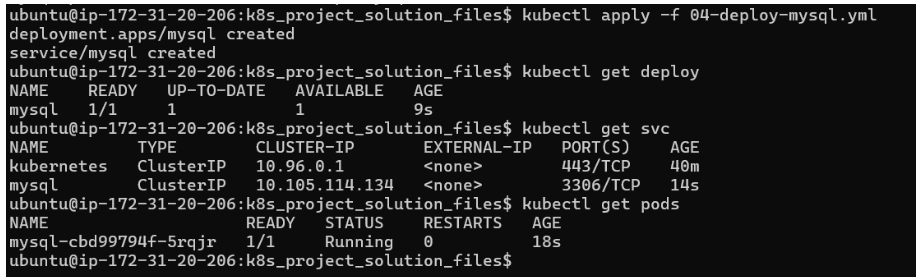 ubuntu@ip-172-31-20-206:k8s_project_solution_files$ kubectl apply -f 04-deploy-mysql.yml
deployment.apps/mysql created
service/mysql created
ubuntu@ip-172-31-20-206:k8s_project_solution_files$ kubectl get deploy
NAME    READY   UP-TO-DATE   AVAILABLE   AGE
mysql   1/1     1            1           9s
ubuntu@ip-172-31-20-206:k8s_project_solution_files$ kubectl get svc
NAME         TYPE        CLUSTER-IP       EXTERNAL-IP   PORT(S)    AGE
kubernetes   ClusterIP   10.96.0.1        <none>        443/TCP    40m
mysql        ClusterIP   10.105.114.134   <none>        3306/TCP   14s
ubuntu@ip-172-31-20-206:k8s_project_solution_files$ kubectl get pods
NAME                    READY   STATUS    RESTARTS   AGE
mysql-cbd99794f-5rqjr   1/1     Running   0          18s
ubuntu@ip-172-31-20-206:k8s_project_solution_files$